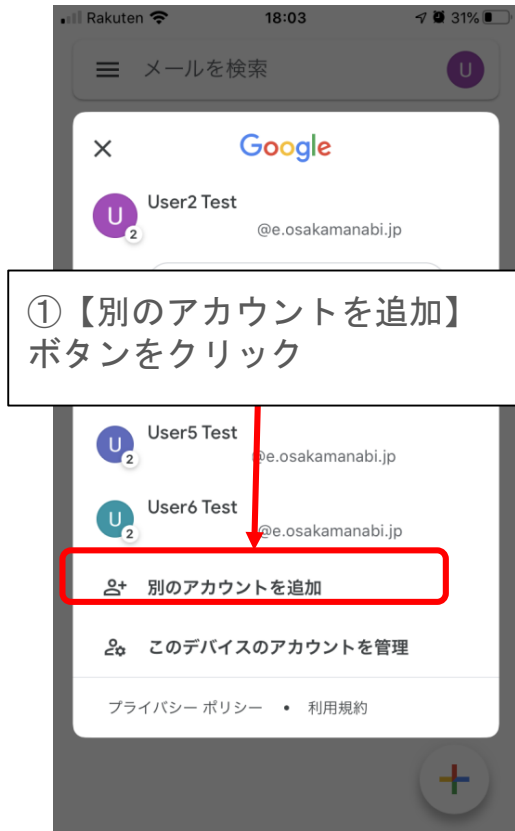 Rakuten 18:03 31%
メールを検索 U
Google
U 2 User2 Test
@e.osakamanabi.jp
①【別のアカウントを追加】
ボタンをクリック
U 2 User5 Test
@e.osakamanabi.jp
U 2 User6 Test
@e.osakamanabi.jp
別のアカウントを追加
このデバイスのアカウントを管理
プライバシー ポリシー • 利用規約